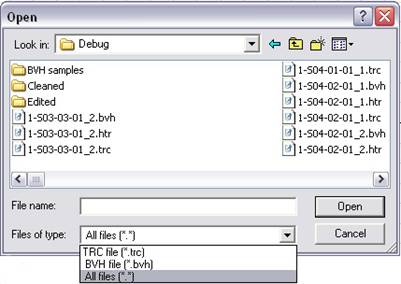 Open
Look in: Debug
BVH samples
Cleaned
Edited
1-S03-03-01_2.bvh
1-S03-03-01_2.htr
1-S03-03-01_2.trc
1-S04-01-01_1.trc
1-S04-02-01_1.bvh
1-S04-02-01_1.htr
1-S04-02-01_1.trc
1-S04-02-01_2.bvh
1-S04-02-01_2.htr
File name:
Open
Files of type: All files (*.*)
Cancel
TRC file (*.trc)
BVH file (*.bvh)
All files (*.*)